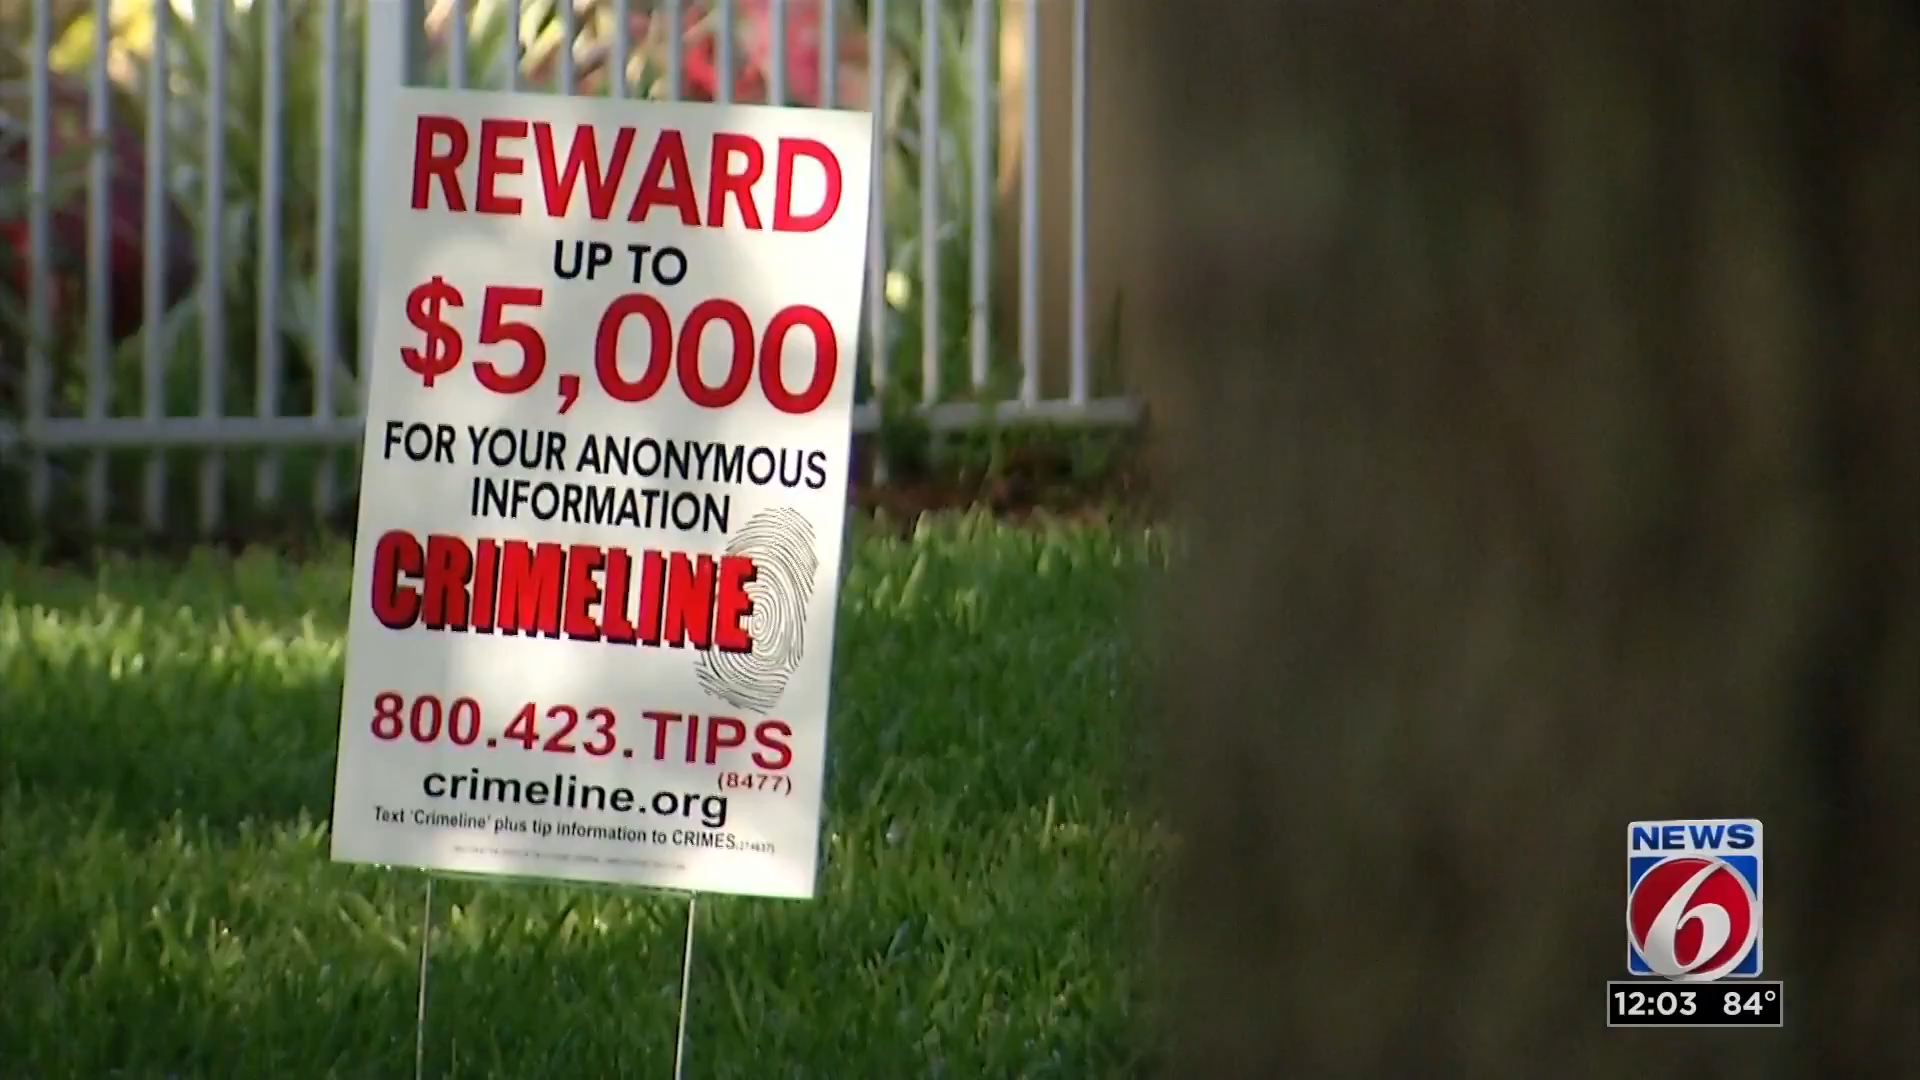 REWARD
UP TO
$5,000
FOR YOUR ANONYMOUS
INFORMATION
CRIMELINE
800.423.TIPS
(8477)
crimeline.org
Text 'Crimeline' plus tip information to CRIMES
NEWS
6
12:03 84°